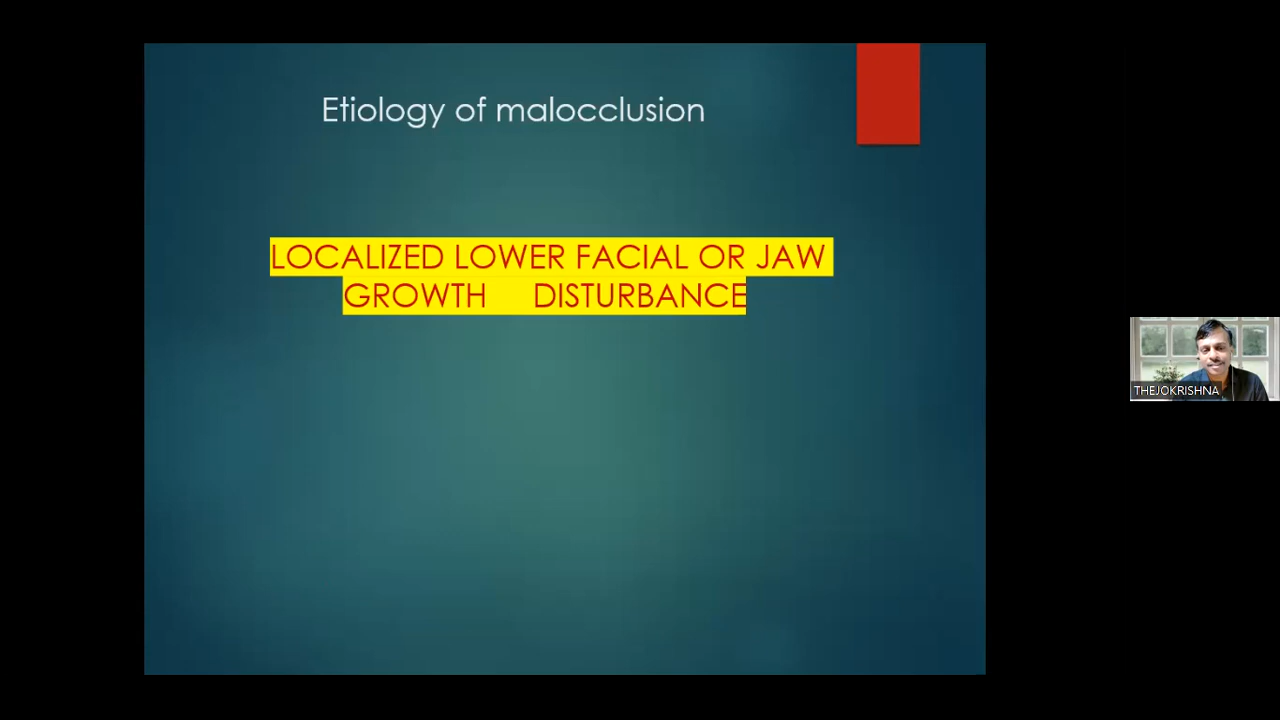 Etiology of malocclusion
LOCALIZED LOWER FACIAL OR JAW
GROWTH DISTURBANCE
THEJOKRISHNA